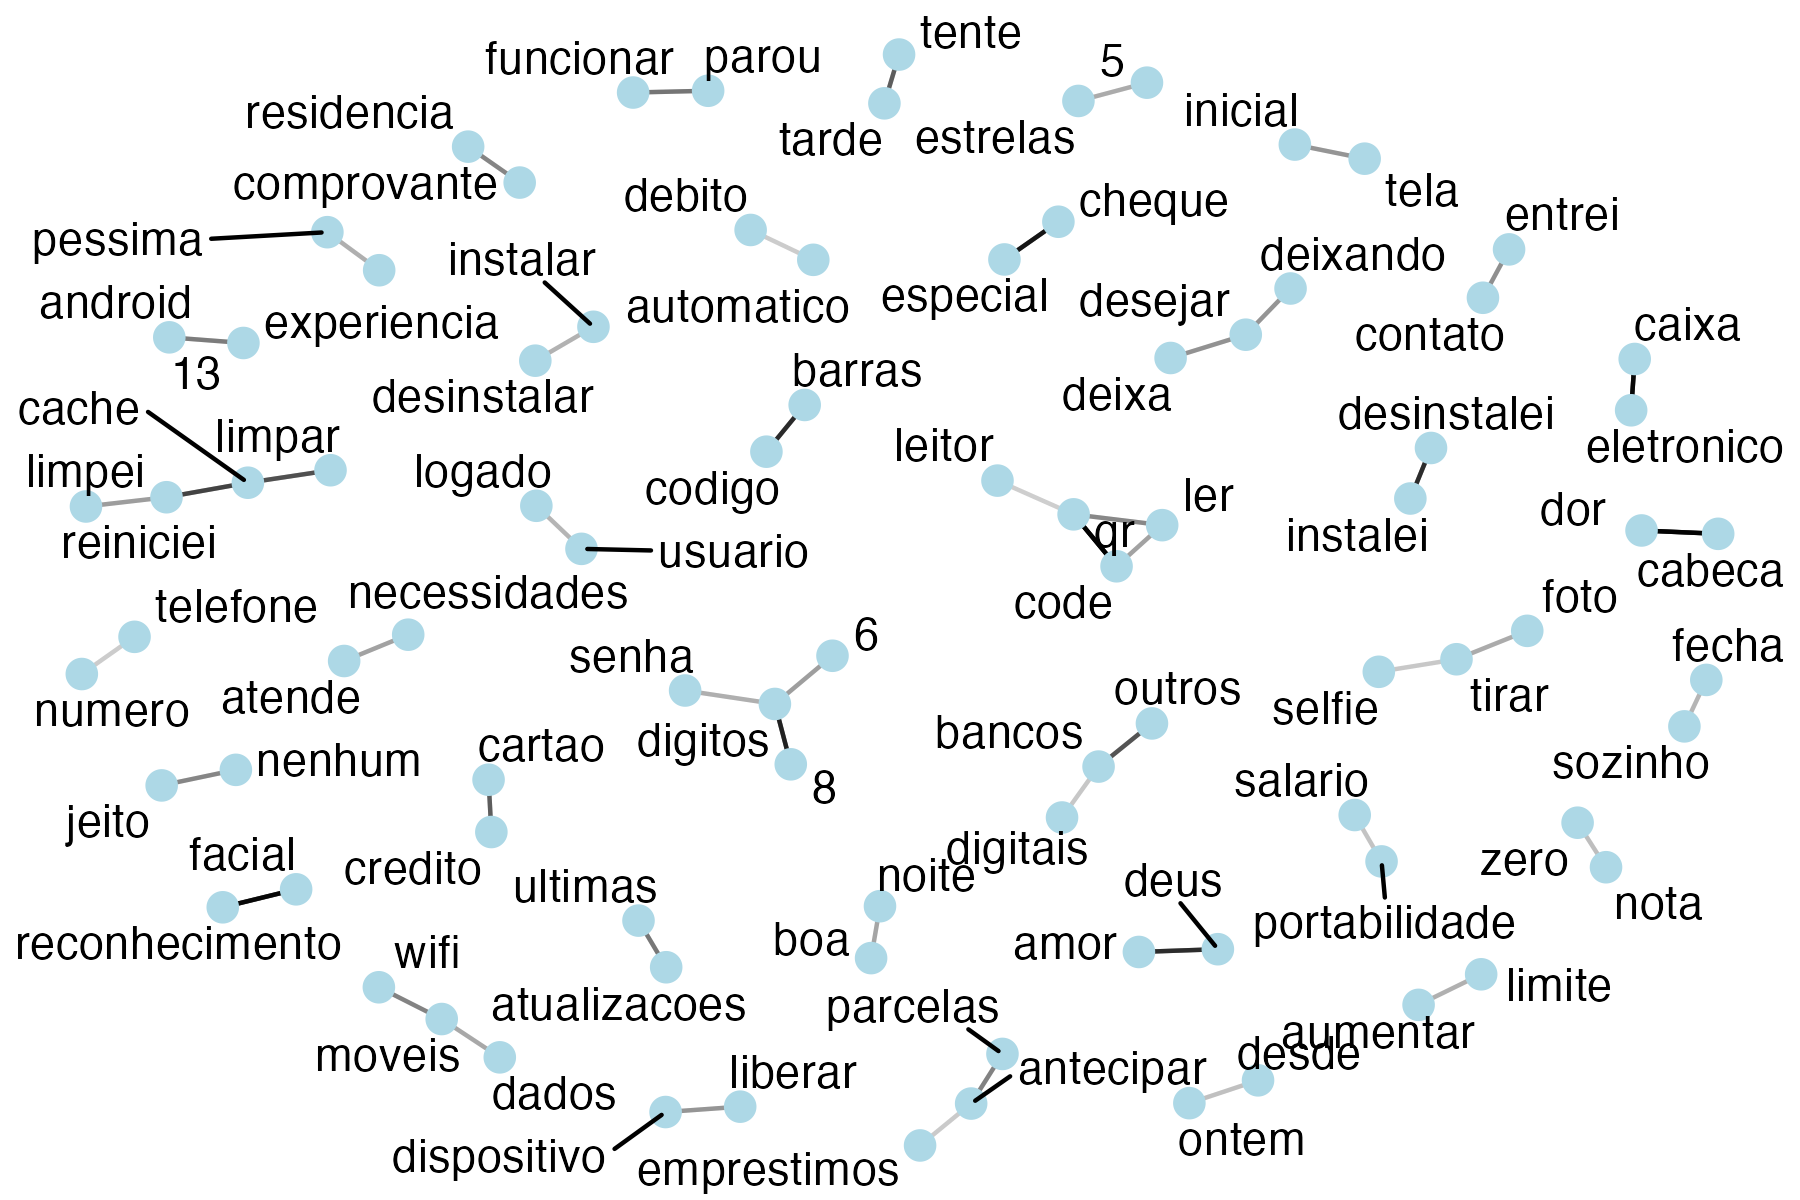 tente
funcionar
parou
5
residencia
tarde
estrelas
inicial
comprovante
debito
cheque
tela
entrei
pessima
instalar
deixando
android
automatico
especial
desejar
experiencia
contato
caixa
13
barras
deixa
desinstalar
cache
limpar
desinstalei
leitor
eletronico
limpei
logado
codigo
ler
dor
qr
reiniciei
usuario
instalei
cabeca
necessidades
telefone
code
foto
6
senha
fecha
atende
numero
outros
selfie
tirar
bancos
digitos
cartao
nenhum
sozinho
salario
8
jeito
digitais
facial
credito
zero
noite
deus
ultimas
nota
portabilidade
reconhecimento
boa
amor
wifi
limite
atualizacoes
parcelas
aumentar
moveis
desde
liberar
antecipar
dados
ontem
dispositivo
emprestimos